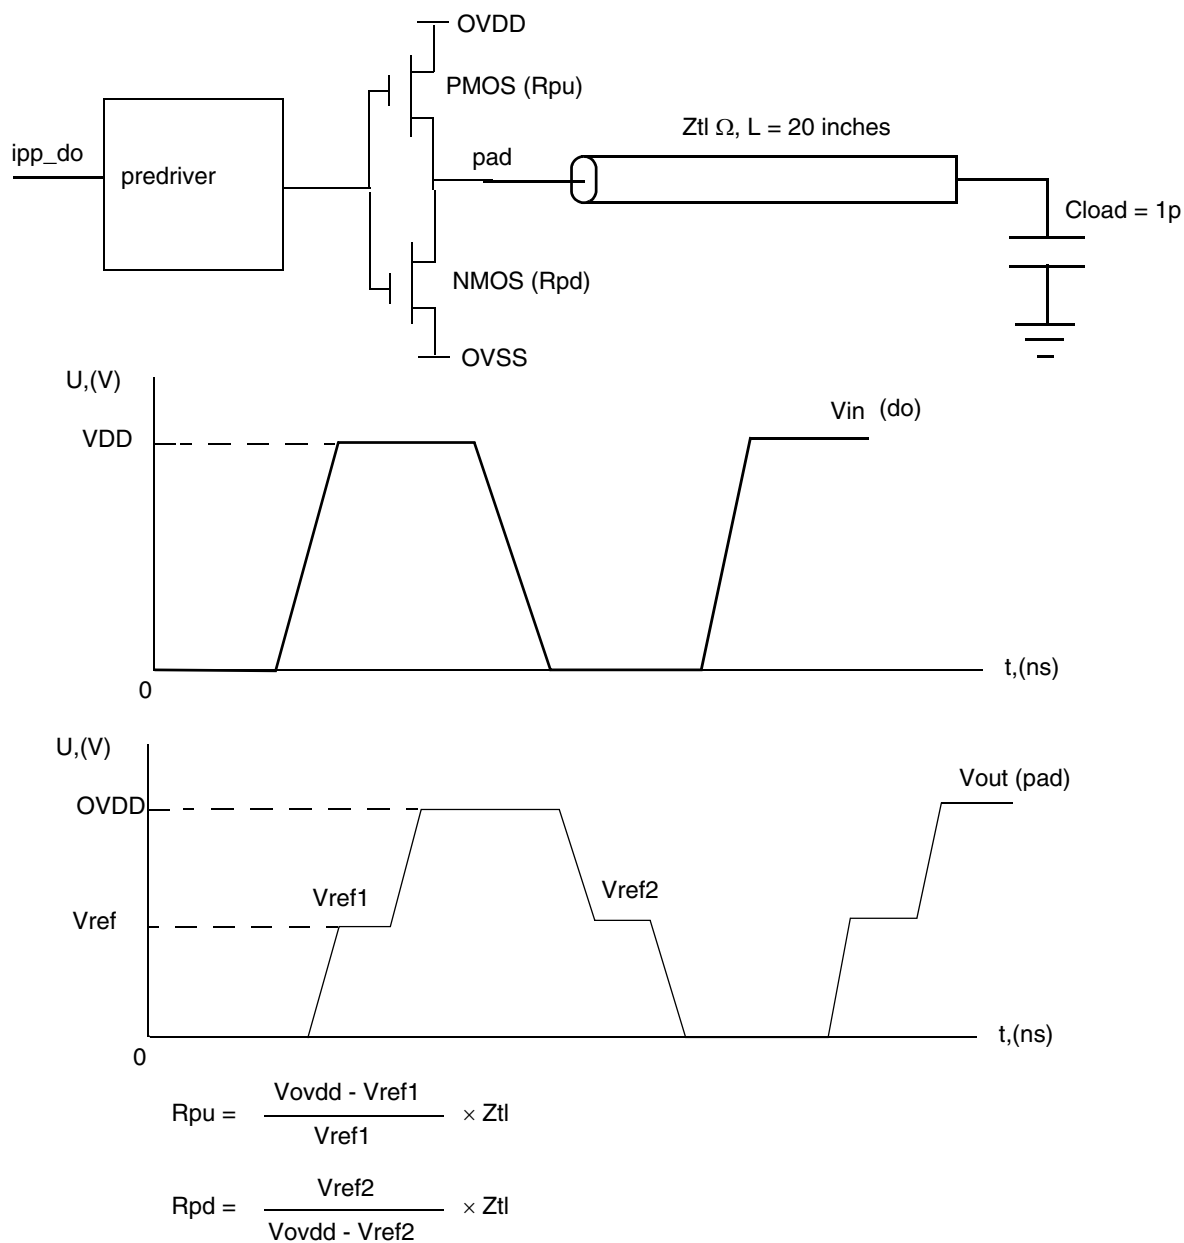 OVDD
PMOS (Rpu)
Ztl Ω, L = 20 inches
ipp_do
predriver
pad
Cload = 1p
NMOS (Rpd)
OVSS
U,(V)
Vin (do)
VDD
t,(ns)
0
U,(V)
Vout (pad)
OVDD
Vref1
Vref2
Vref
t,(ns)
0
Vovdd - Vref1
Rpu = × Ztl
Vref1
Vref2
Rpd = × Ztl
Vovdd - Vref2